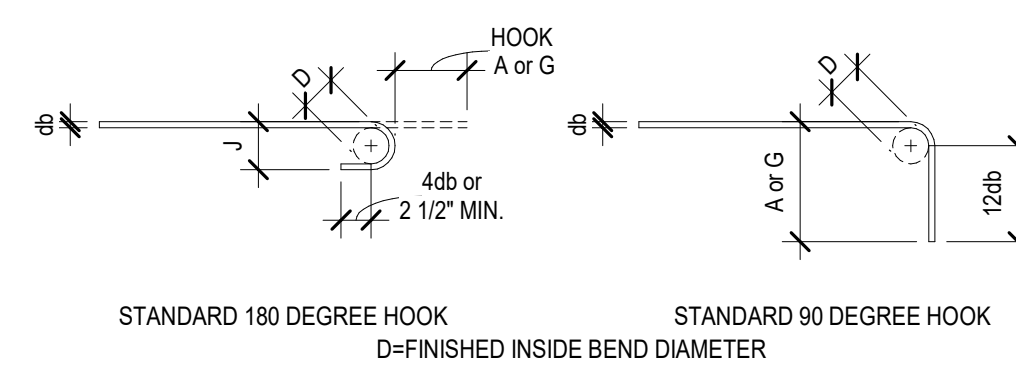 HOOK
A or G
D
db
J
4db or
2 1/2" MIN.
STANDARD 180 DEGREE HOOK
D
db
A or G
12db
STANDARD 90 DEGREE HOOK
D=FINISHED INSIDE BEND DIAMETER